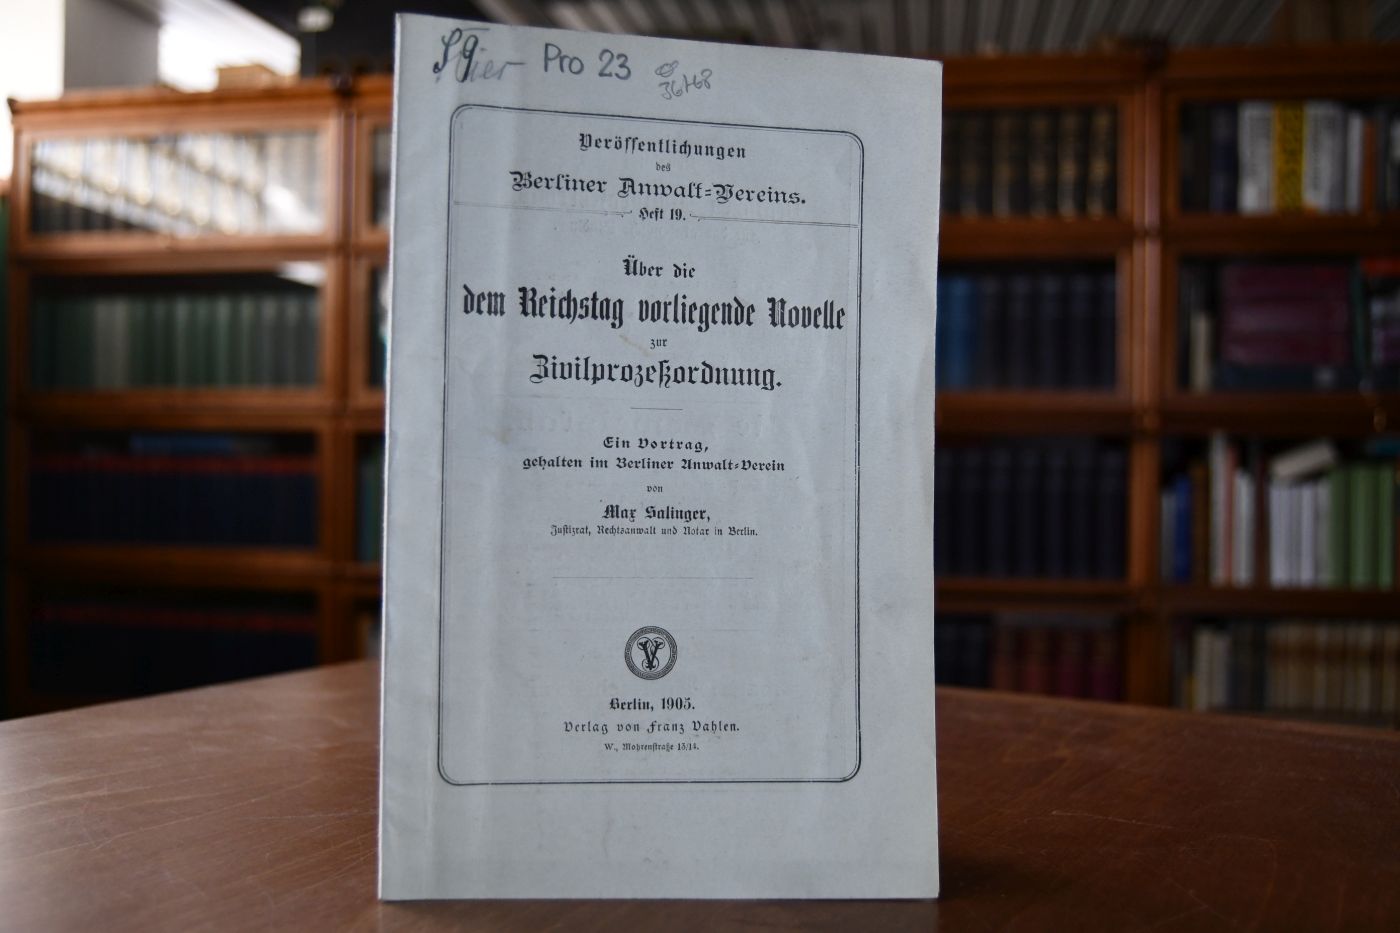 Pro 23
36/68
Veröffentlichungen
des
Berliner Anwalt=Vereins.
Heft 19.
Über die
dem Reichstag vorliegende Novelle
zur
Zivilprozeßordnung.
Ein Vortrag,
gehalten im Berliner Anwalt=Verein
von
Max Salinger,
Justizrat, Rechtsanwalt und Notar in Berlin.
Berlin, 1905.
Verlag von Franz Vahlen.
W., Mohrenstraße 13/14.